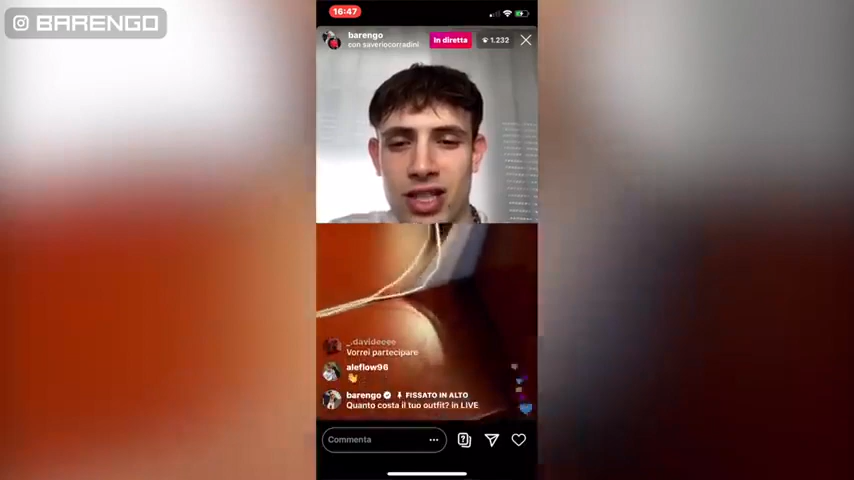 BARENGO
16:47
barengo
con saveriocorradini
In diretta
1.232
_.davideeee
Vorrei partecipare
aleflow96
barengo FISSATO IN ALTO
Quanto costa il tuo outfit? in LIVE
Commenta